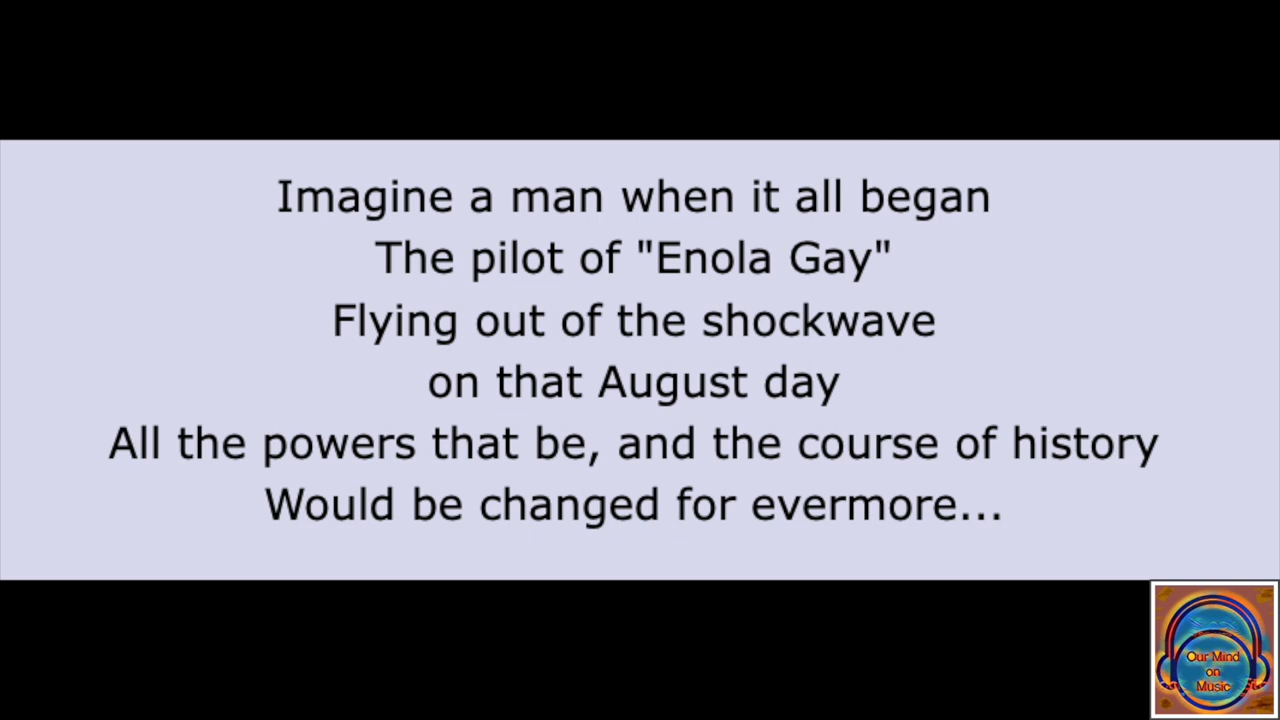 Imagine a man when it all began
The pilot of "Enola Gay"
Flying out of the shockwave
on that August day
All the powers that be, and the course of history
Would be changed for evermore...
Our Mind
on
Music